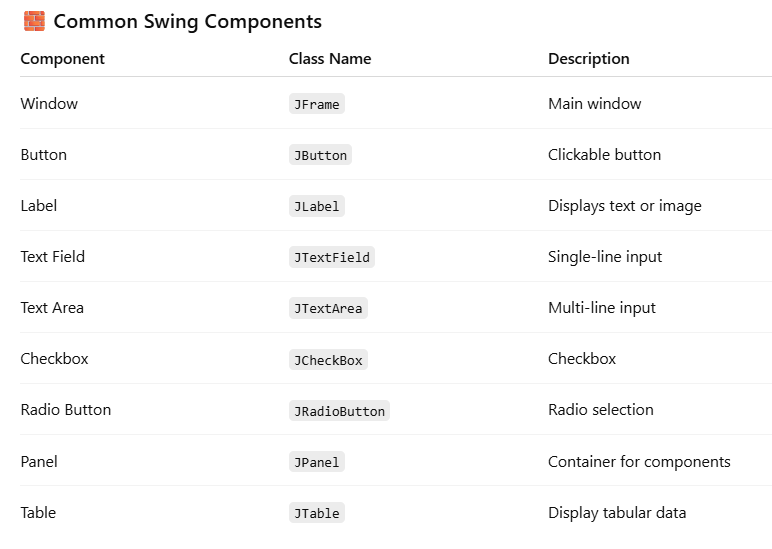 🧱 Common Swing Components
Component Class Name Description
Window JFrame Main window
Button JButton Clickable button
Label JLabel Displays text or image
Text Field JTextField Single-line input
Text Area JTextArea Multi-line input
Checkbox JCheckBox Checkbox
Radio Button JRadioButton Radio selection
Panel JPanel Container for components
Table JTable Display tabular data